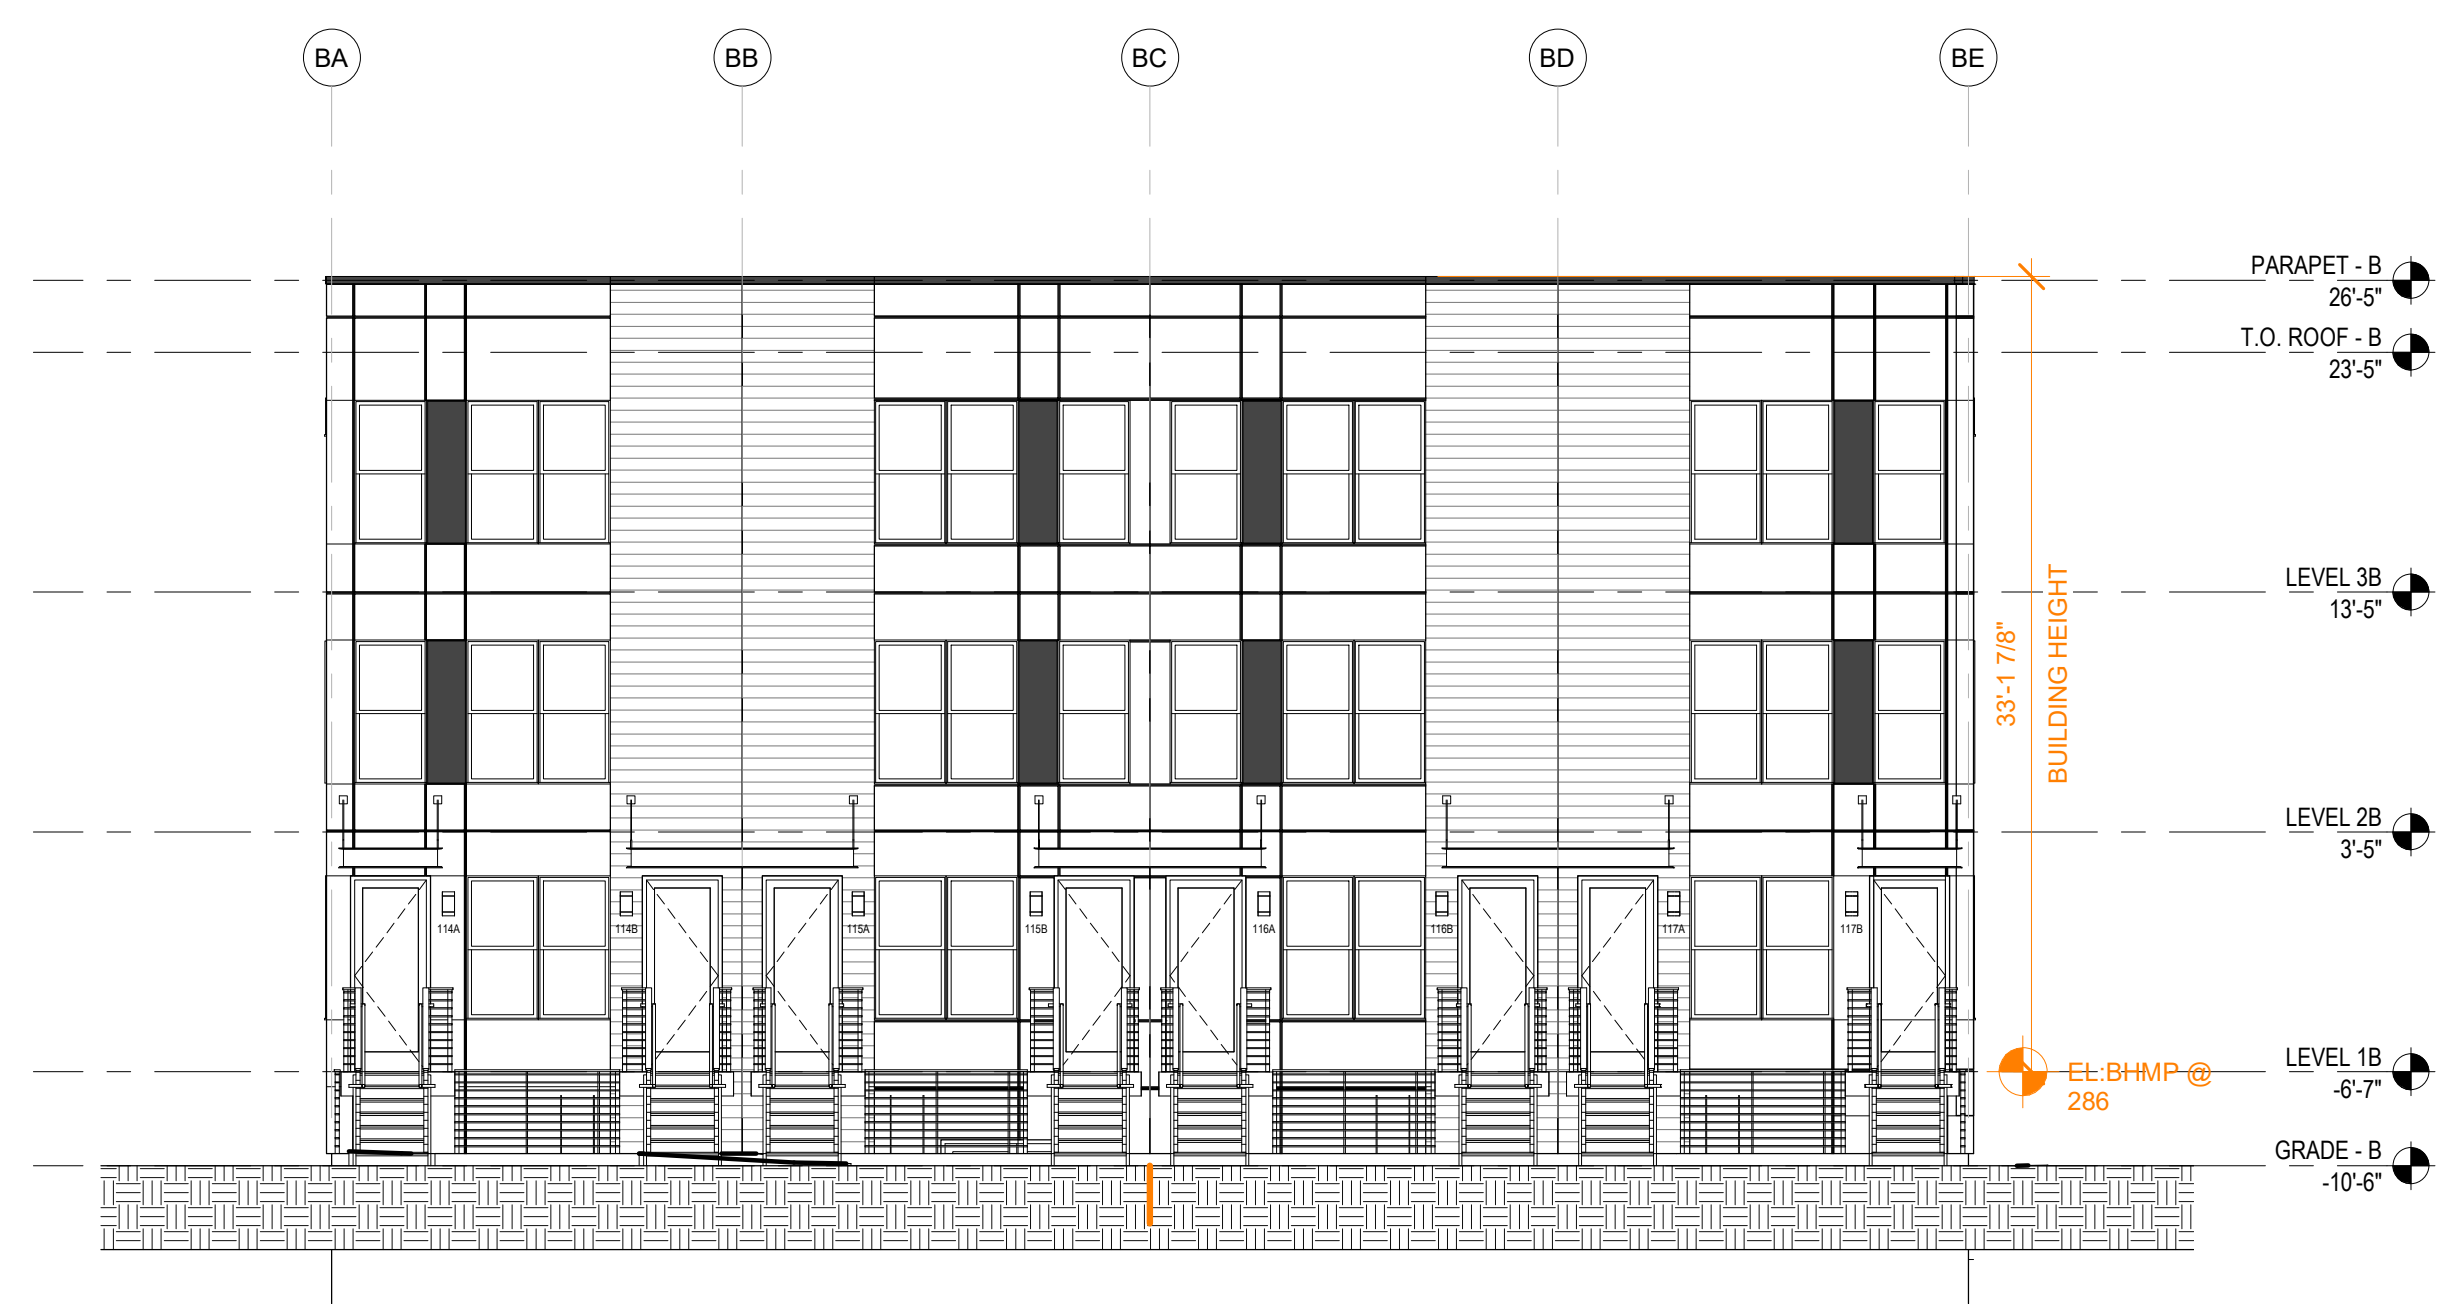 BA
BB
BC
BD
BE
PARAPET - B
26'-5"
T.O. ROOF - B
23'-5"
LEVEL 3B
13'-5"
33'-1 7/8"
BUILDING HEIGHT
LEVEL 2B
3'-5"
114A
114B
115A
115B
116A
116B
117A
117B
EL:BHMP @
286
LEVEL 1B
-6'-7"
GRADE - B
-10'-6"